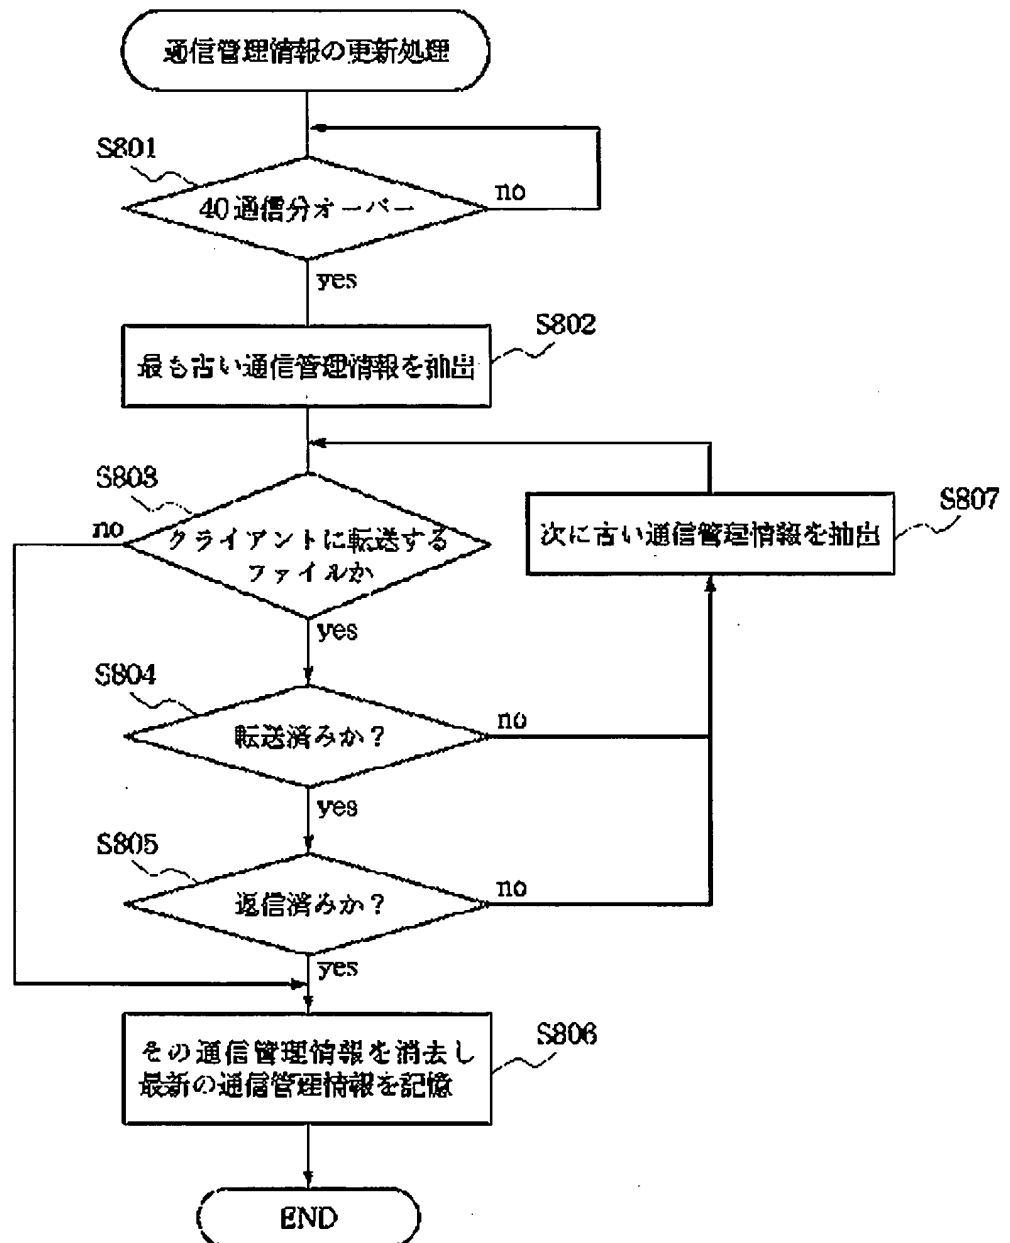 通信管理情報の更新処理
S801
40通信分オーバー
no
yes
S802
最も古い通信管理情報を抽出
S803
no
クライアントに転送する
ファイルか
yes
S807
次に古い通信管理情報を抽出
S804
転送済みか？
no
yes
S805
返信済みか？
no
yes
S806
その通信管理情報を消去し
最新の通信管理情報を記憶
END